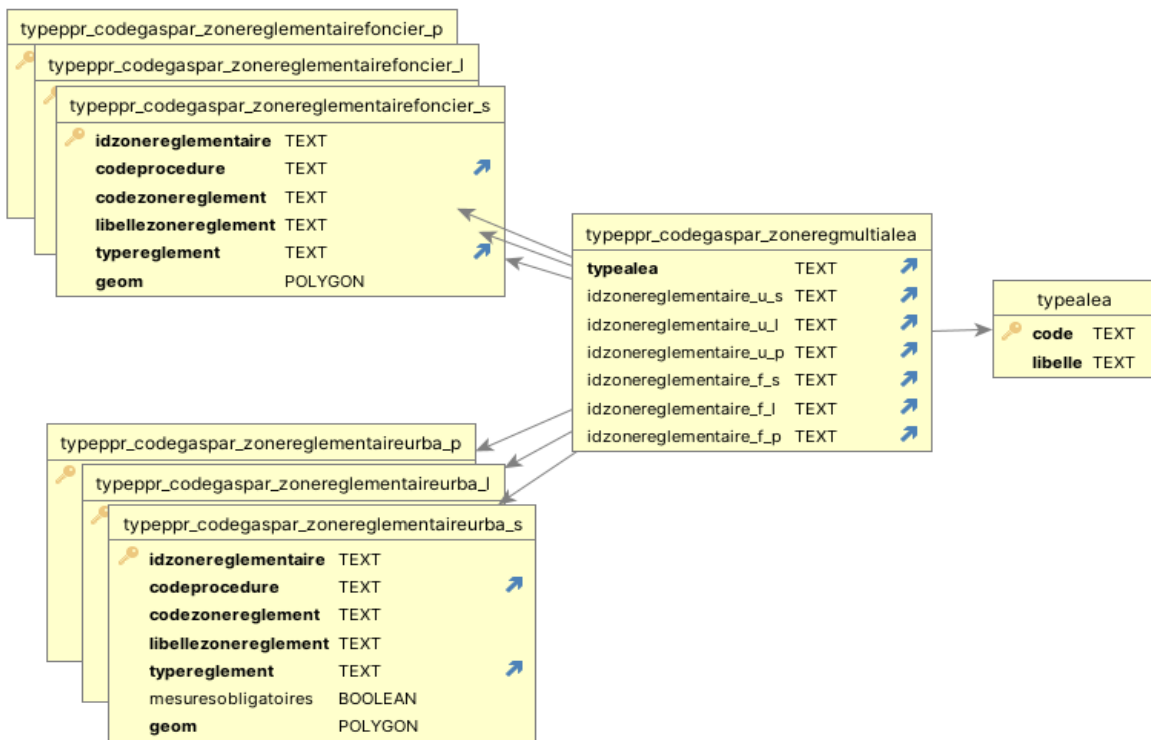 typeppr_codegaspar_zonereglementairefoncier_p
typeppr_codegaspar_zonereglementairefoncier_l
typeppr_codegaspar_zonereglementairefoncier_s
idzonereglementaire TEXT
codeprocedure TEXT
codezonereglement TEXT
libellezonereglement TEXT
typereglement TEXT
geom POLYGON
typeppr_codegaspar_zoneregmultialea
typealea TEXT
idzonereglementaire_u_s TEXT
idzonereglementaire_u_l TEXT
idzonereglementaire_u_p TEXT
idzonereglementaire_f_s TEXT
idzonereglementaire_f_l TEXT
idzonereglementaire_f_p TEXT
typealea
code TEXT
libelle TEXT
typeppr_codegaspar_zonereglementaireurba_p
typeppr_codegaspar_zonereglementaireurba_l
typeppr_codegaspar_zonereglementaireurba_s
idzonereglementaire TEXT
codeprocedure TEXT
codezonereglement TEXT
libellezonereglement TEXT
typereglement TEXT
mesuresobligatoires BOOLEAN
geom POLYGON